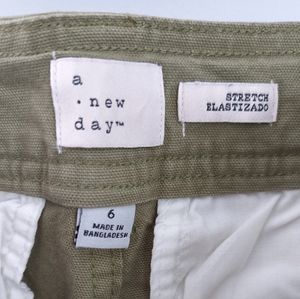 a
· new
day™
STRETCH
ELASTIZADO
6
MADE IN
BANGLADESH